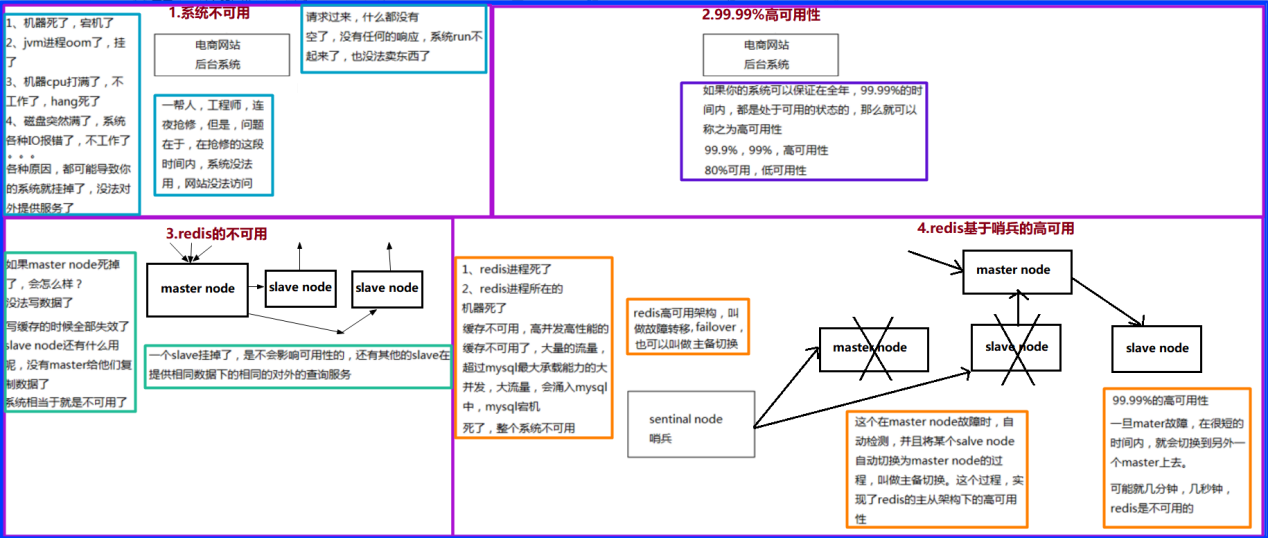 1.系统不可用
1、机器死了，宕机了
2、jvm进程oom了，挂
了
3、机器cpu打满了，不
工作了，hang死了
4、磁盘突然满了，系统
各种IO报错了，不工作了
。。。
各种原因，都可能导致你
的系统就挂掉了，没法对
外提供服务了
电商网站
后台系统
请求过来，什么都没有
空了，没有任何的响应，系统run不
起来了，也没法卖东西了
一帮人，工程师，连
夜抢修，但是，问题
在于，在抢修的这段
时间内，系统没法
用，网站没法访问
2.99.99%高可用性
电商网站
后台系统
如果你的系统可以保证在全年，99.99%的时
间内，都是处于可用的状态的，那么就可以
称之为高可用性
99.9%，99%，高可用性
80%可用，低可用性
3.redis的不可用
如果master node死掉
了，会怎么样？
没法写数据了
写缓存的时候全部失效了
slave node还有什么用
呢，没有master给他们复
制数据了
系统相当于就是不可用了
master node
slave node
slave node
一个slave挂掉了，是不会影响可用性的，还有其他的slave在
提供相同数据下的相同的对外的查询服务
4.redis基于哨兵的高可用
1、redis进程死了
2、redis进程所在的
机器死了
缓存不可用，高并发高性能的
缓存不可用了，大量的流量，
超过mysql最大承载能力的大
并发，大流量，会涌入mysql
中，mysql宕机
死了，整个系统不可用
redis高可用架构，叫
做故障转移，failover，
也可以叫做主备切换
master node
master node
slave node
slave node
sentinal node
哨兵
这个在master node故障时，自
动检测，并且将某个salve node
自动切换为master node的过
程，叫做主备切换。这个过程，实
现了redis的主从架构下的高可用
性
99.99%的高可用性
一旦mater故障，在很短的
时间内，就会切换到另外一
个master上去。
可能就几分钟，几秒钟，
redis是不可用的